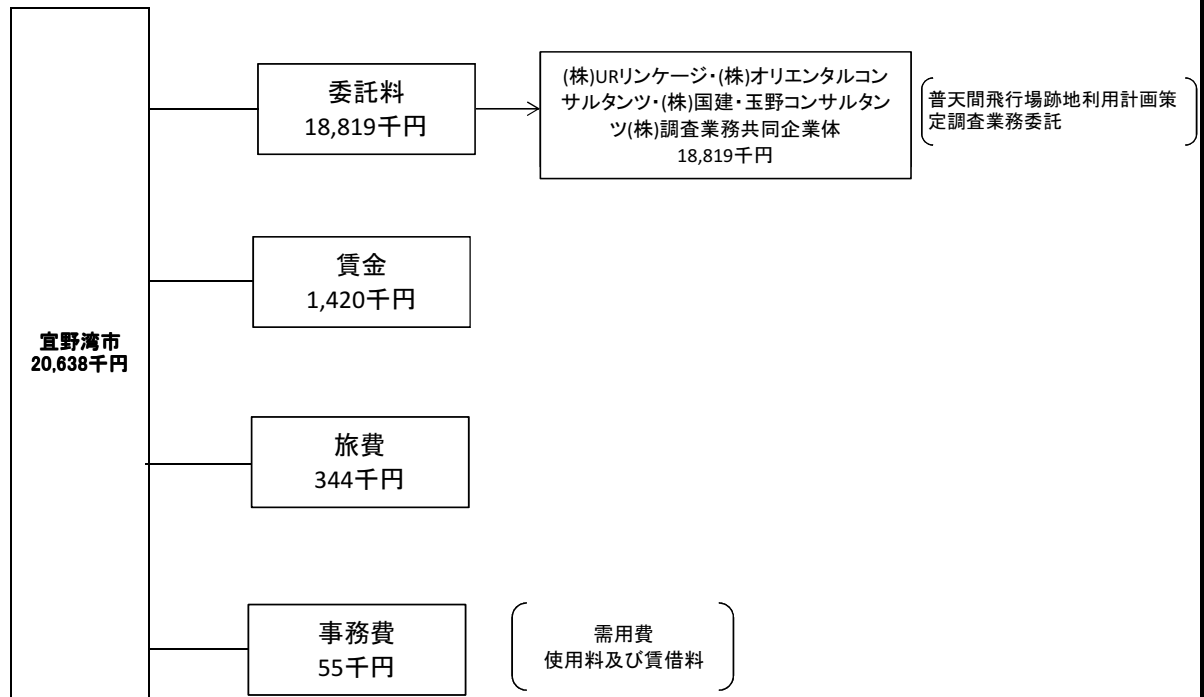 委託料
18,819千円
(株)URリンケージ・(株)オリエンタルコン
サルタンツ・(株)国建・玉野コンサルタン
ツ(株)調査業務共同企業体
18,819千円
普天間飛行場跡地利用計画策
定調査業務委託
賃金
1,420千円
宜野湾市
20,638千円
旅費
344千円
事務費
55千円
需用費
使用料及び賃借料